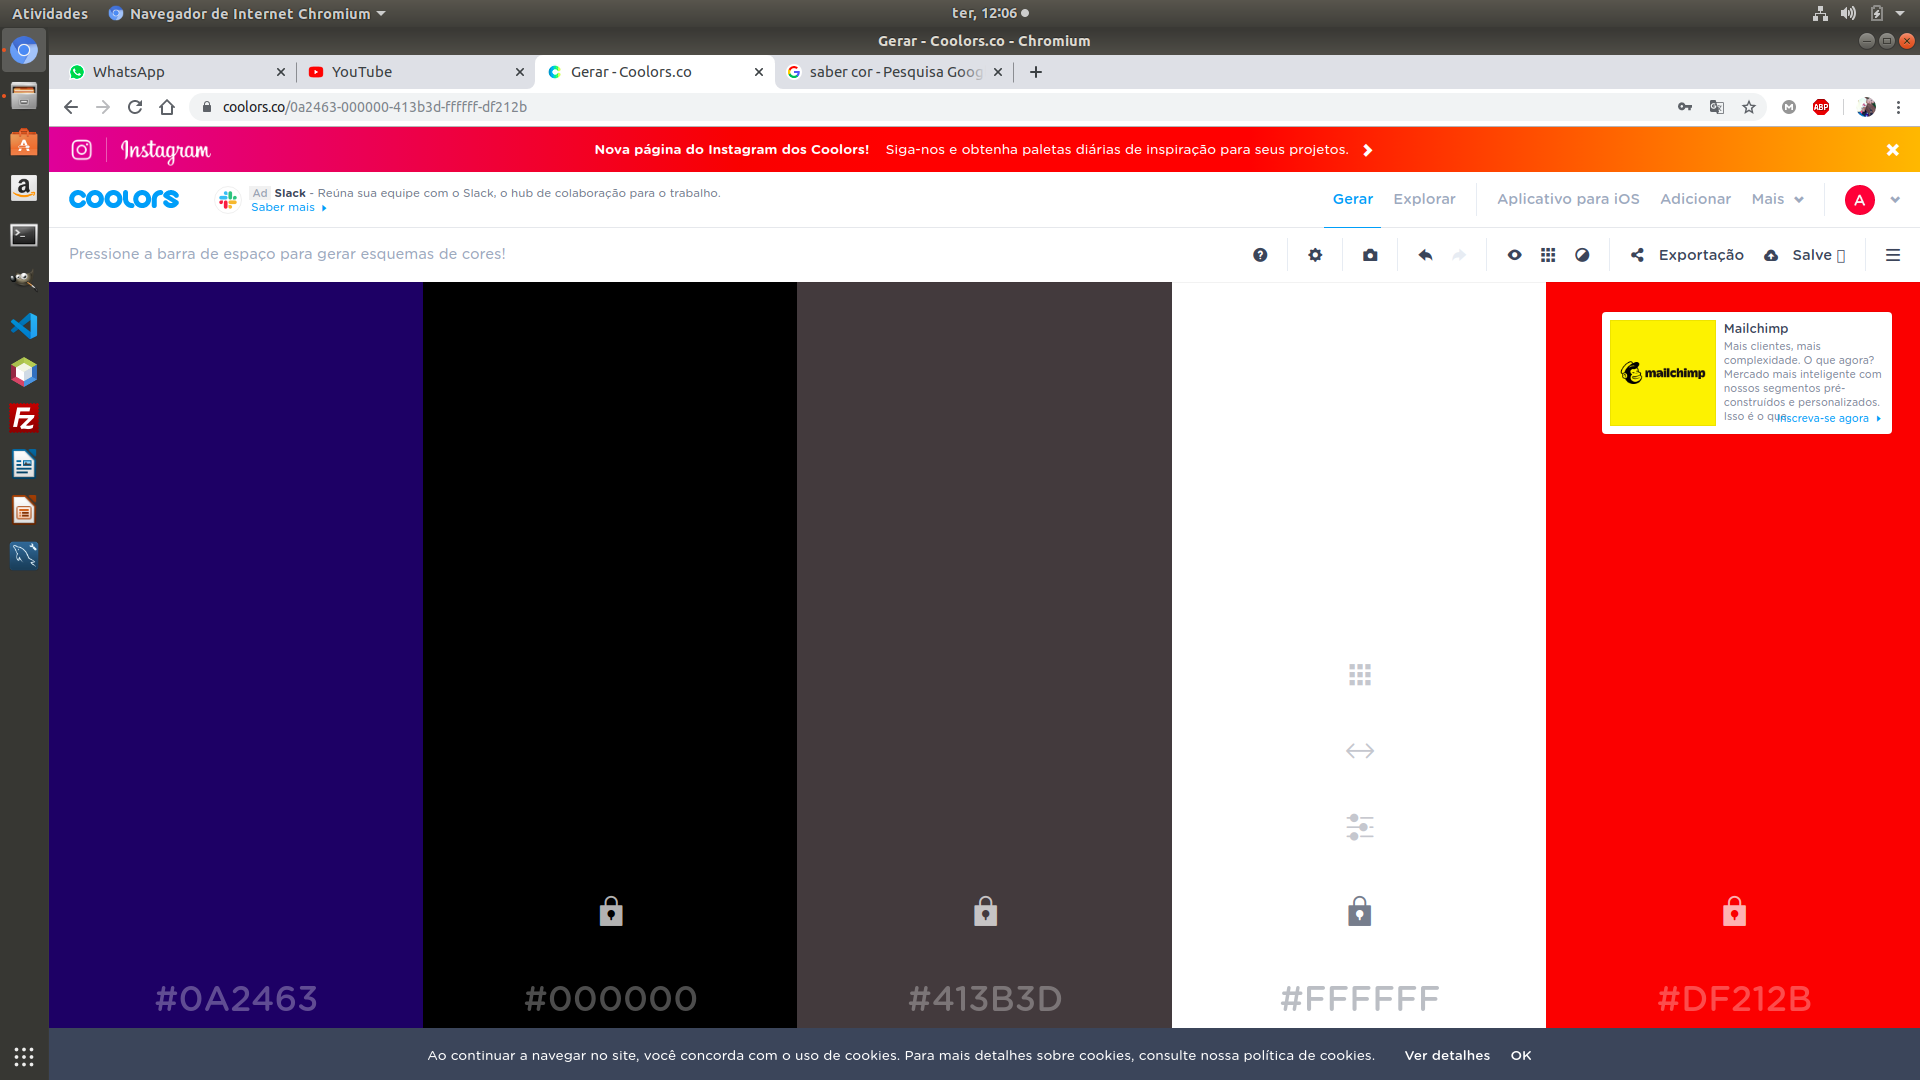 Atividades
Navegador de Internet Chromium
ter, 12:06
Gerar - Coolors.co - Chromium
WhatsApp
YouTube
Gerar - Coolors.co
saber cor - Pesquisa Goog
coolors.co/0a2463-000000-413b3d-ffffff-df212b
M
ABP
Instagram
Nova página do Instagram dos Coolors! Siga-nos e obtenha paletas diárias de inspiração para seus projetos.
coolors
Ad Slack - Reúna sua equipe com o Slack, o hub de colaboração para o trabalho.
Saber mais
Gerar
Explorar
Aplicativo para iOS
Adicionar
Mais
A
Pressione a barra de espaço para gerar esquemas de cores!
Exportação
Salve
Mailchimp
Mais clientes, mais
complexidade. O que agora?
Mercado mais inteligente com
nossos segmentos pré-
construídos e personalizados.
Isso é o que
Inscreva-se agora
mailchimp
#0A2463
#000000
#413B3D
#FFFFFF
#DF212B
Ao continuar a navegar no site, você concorda com o uso de cookies. Para mais detalhes sobre cookies, consulte nossa política de cookies.
Ver detalhes
OK